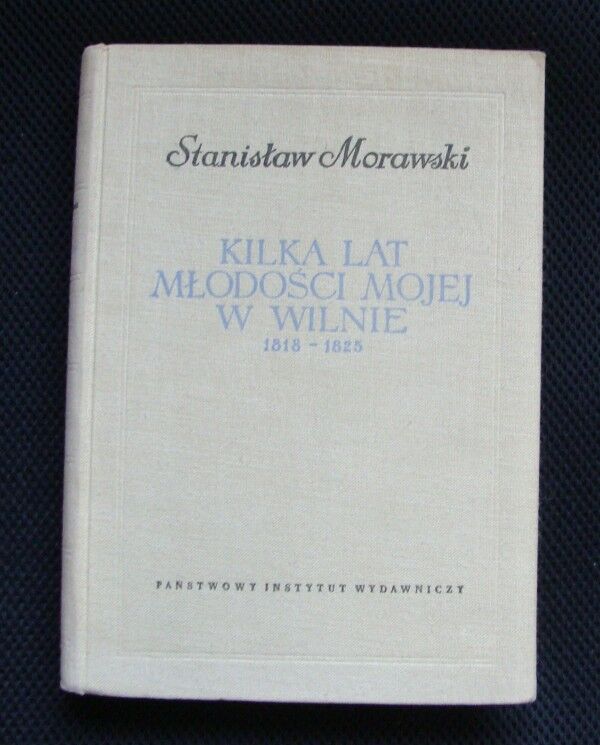 Stanisław Morawski
KILKA LAT
MŁODOŚCI MOJEJ
W WILNIE
1818 - 1825
PAŃSTWOWY INSTYTUT WYDAWNICZY